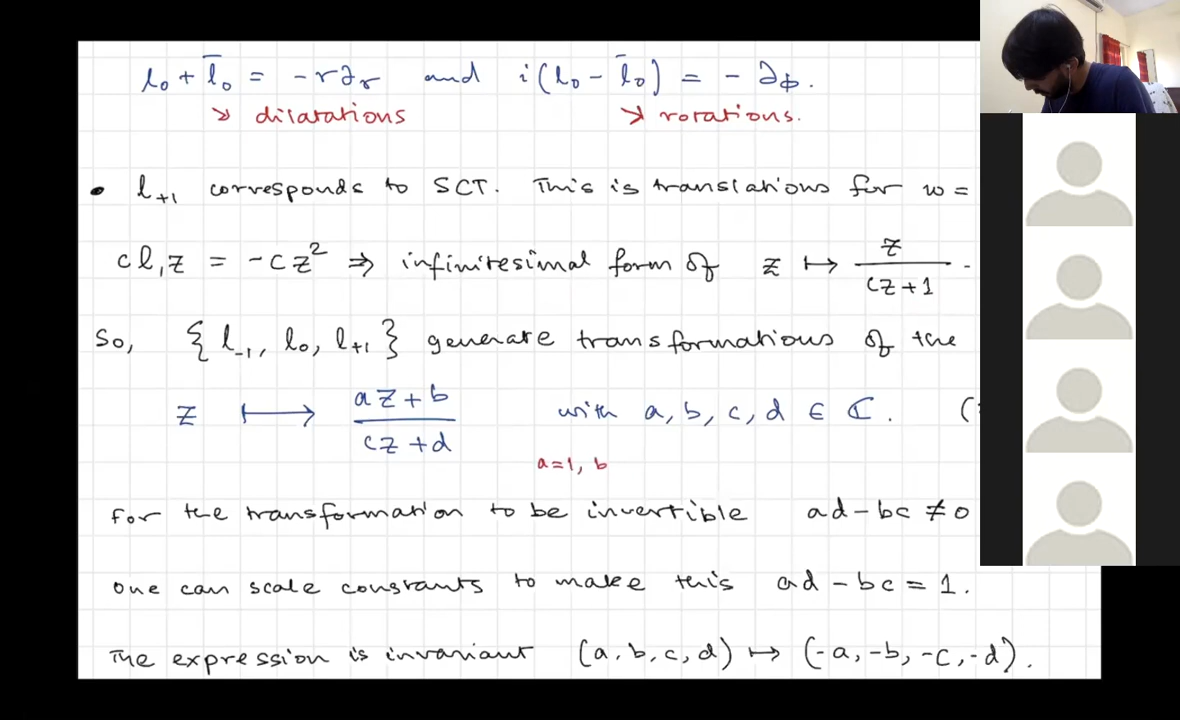 l₀ + l̄₀ = -r∂ᵣ and i(l₀ - l̄₀) = -∂ϕ.
↘ dilatations ↘ rotations.
• l₊₁ corresponds to SCT. This is translations for w =
cl₁z = -cz² ⇒ infinitesimal form of z ↦ z/(cz+1).
So, {l₋₁, l₀, l₊₁} generate transformations of the
z ⟼ (az+b)/(cz+d) with a, b, c, d ∈ ℂ. (
a=1, b
For the transformation to be invertible ad-bc ≠ 0
one can scale constants to make this ad - bc = 1.
The expression is invariant (a, b, c, d) ↦ (-a, -b, -c, -d).